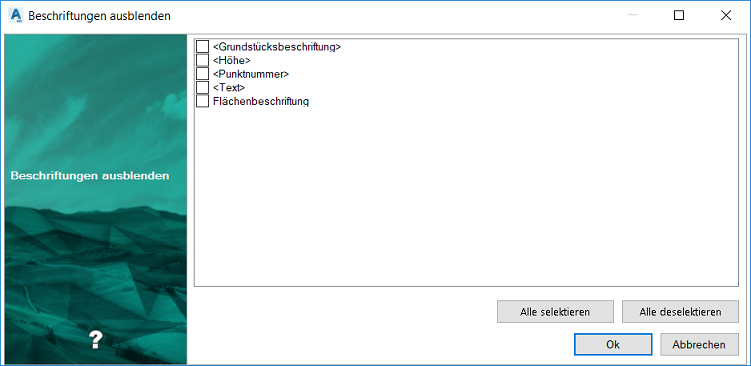 Beschriftungen ausblenden
<Grundstücksbeschriftung>
<Höhe>
<Punktnummer>
<Text>
Flächenbeschriftung
Beschriftungen ausblenden
?
Alle selektieren
Alle deselektieren
Ok
Abbrechen